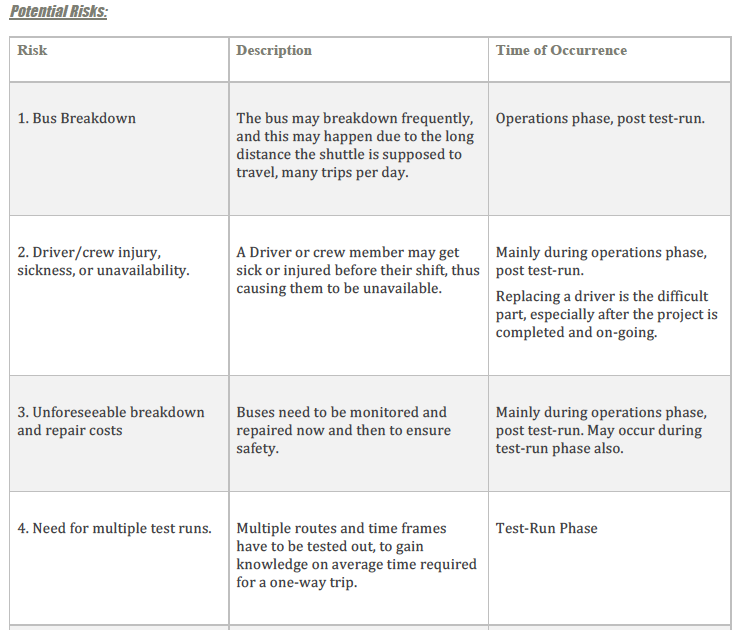 Potential Risks:
Risk
Description
Time of Occurrence
1. Bus Breakdown
The bus may breakdown frequently,
and this may happen due to the long
distance the shuttle is supposed to
travel, many trips per day.
Operations phase, post test-run.
2. Driver/crew injury,
sickness, or unavailability.
A Driver or crew member may get
sick or injured before their shift, thus
causing them to be unavailable.
Mainly during operations phase,
post test-run.
Replacing a driver is the difficult
part, especially after the project is
completed and on-going.
3. Unforeseeable breakdown
and repair costs
Buses need to be monitored and
repaired now and then to ensure
safety.
Mainly during operations phase,
post test-run. May occur during
test-run phase also.
4. Need for multiple test runs.
Multiple routes and time frames
have to be tested out, to gain
knowledge on average time required
for a one-way trip.
Test-Run Phase